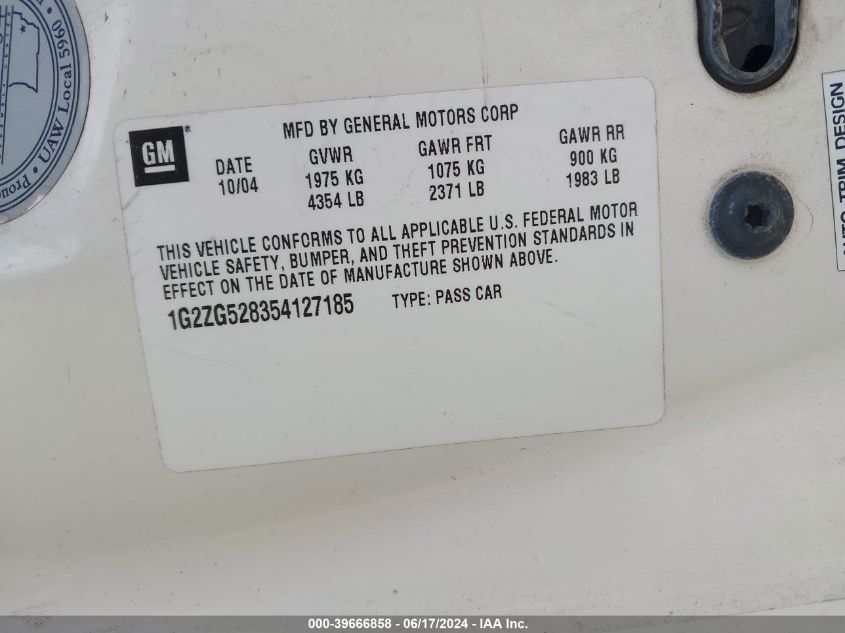 Proud
UAW Local 5960
GM
®
MFD BY GENERAL MOTORS CORP
DATE GVWR GAWR FRT GAWR RR
10/04 1975 KG 1075 KG 900 KG
4354 LB 2371 LB 1983 LB
THIS VEHICLE CONFORMS TO ALL APPLICABLE U.S. FEDERAL MOTOR
VEHICLE SAFETY, BUMPER, AND THEFT PREVENTION STANDARDS IN
EFFECT ON THE DATE OF MANUFACTURE SHOWN ABOVE.
1G2ZG528354127185 TYPE: PASS CAR
AUTO TRIM DESIGN
000-39666858 - 06/17/2024 - IAA Inc.